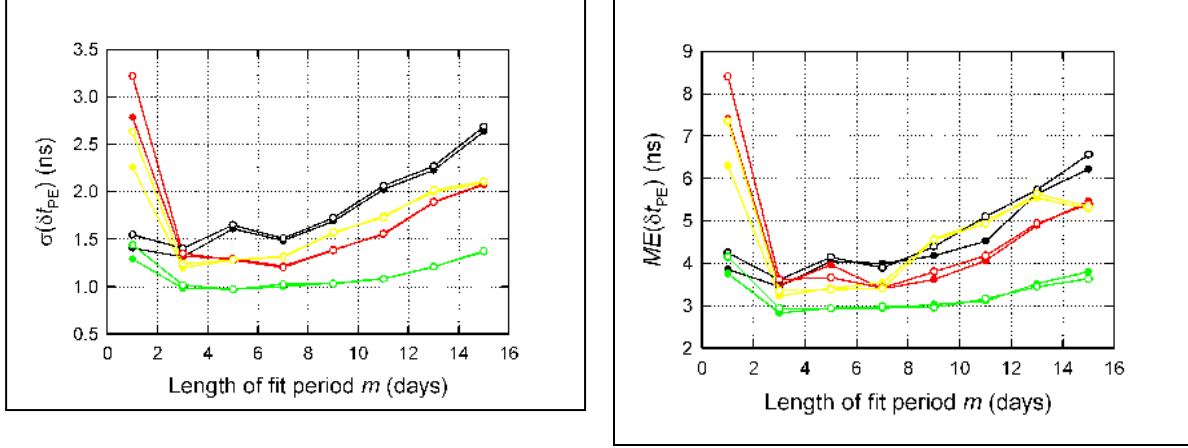 3.5
3.0
2.5
2.0
1.5
1.0
0.5
σ(δt_PE) (ns)
0 2 4 6 8 10 12 14 16
Length of fit period m (days)
9
8
7
6
5
4
3
2
ME(δt_PE) (ns)
0 2 4 6 8 10 12 14 16
Length of fit period m (days)